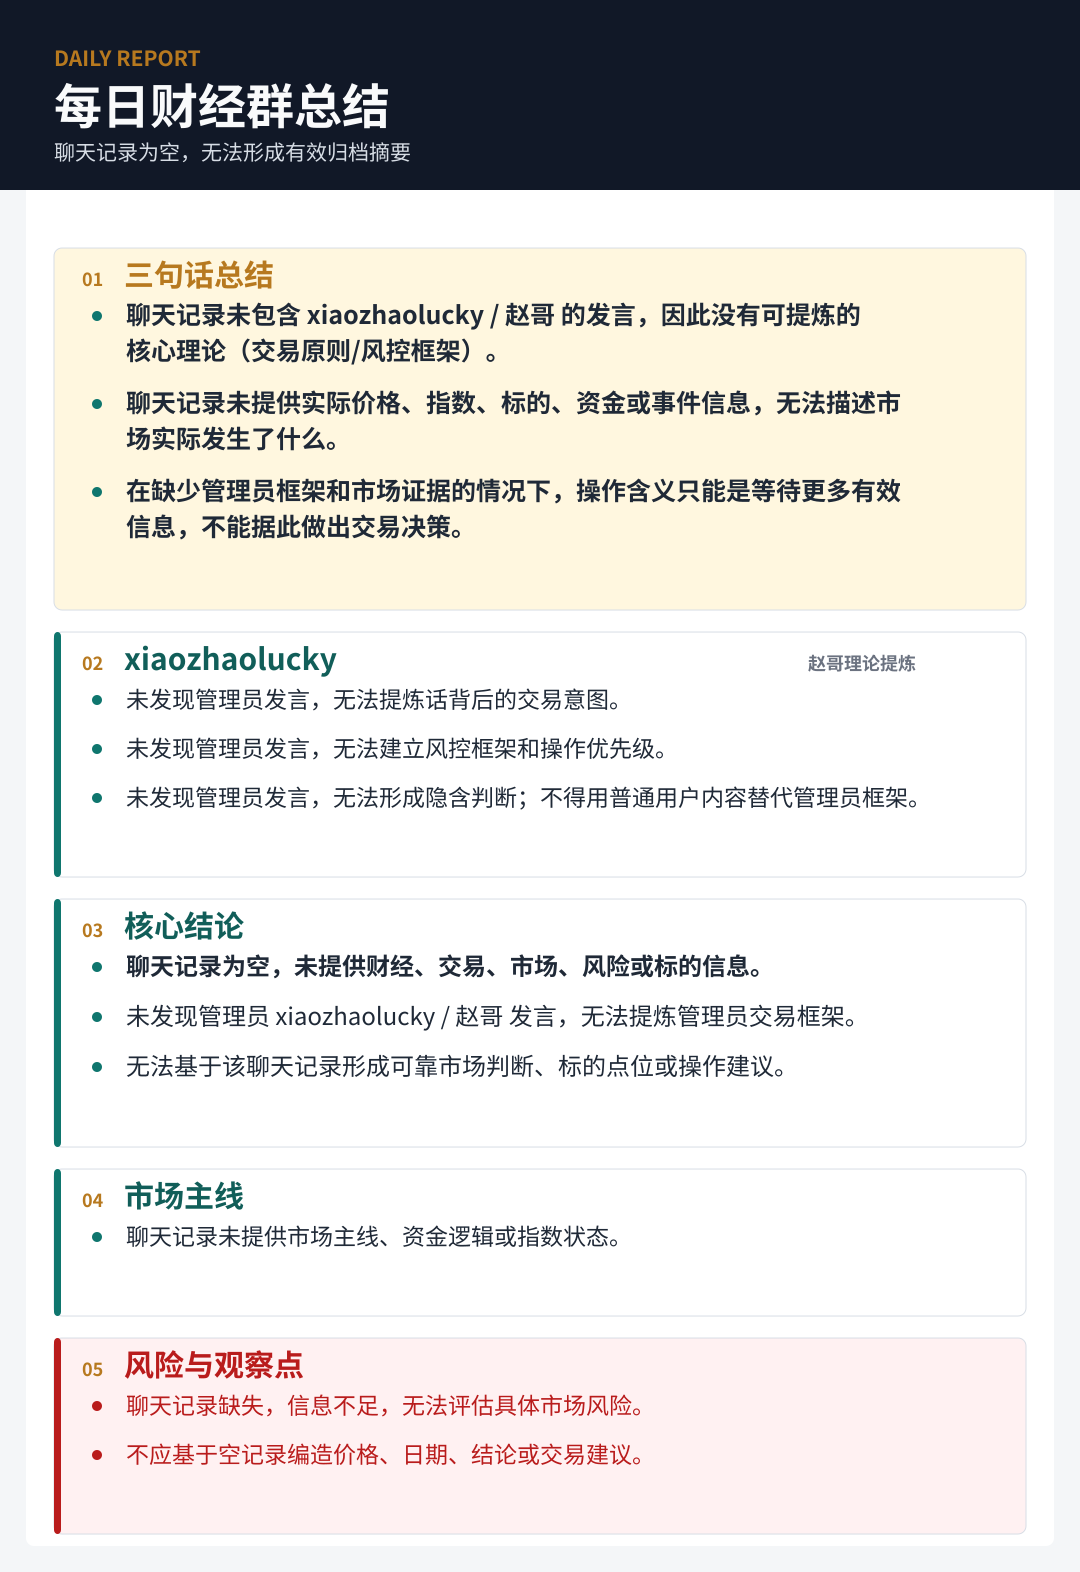 DAILY REPORT
每日财经群总结
聊天记录为空，无法形成有效归档摘要
01 三句话总结
聊天记录未包含 xiaozhaolucky / 赵哥 的发言，因此没有可提炼的
核心理论（交易原则/风控框架）。
聊天记录未提供实际价格、指数、标的、资金或事件信息，无法描述市
场实际发生了什么。
在缺少管理员框架和市场证据的情况下，操作含义只能是等待更多有效
信息，不能据此做出交易决策。
02 xiaozhaolucky 赵哥理论提炼
未发现管理员发言，无法提炼话背后的交易意图。
未发现管理员发言，无法建立风控框架和操作优先级。
未发现管理员发言，无法形成隐含判断；不得用普通用户内容替代管理员框架。
03 核心结论
聊天记录为空，未提供财经、交易、市场、风险或标的信息。
未发现管理员 xiaozhaolucky / 赵哥 发言，无法提炼管理员交易框架。
无法基于该聊天记录形成可靠市场判断、标的点位或操作建议。
04 市场主线
聊天记录未提供市场主线、资金逻辑或指数状态。
05 风险与观察点
聊天记录缺失，信息不足，无法评估具体市场风险。
不应基于空记录编造价格、日期、结论或交易建议。